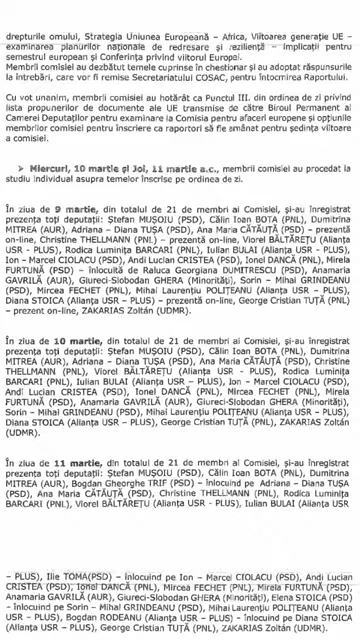 drepturile omului, Strategia Uniunea Europeană – Africa, Viitoarea generație UE –
examinarea planurilor naționale de redresare și reziliență – implicații pentru
semestrul european și Conferința privind viitorul Europei.
Membrii comisiei au dezbătut temele cuprinse în chestionar și au adoptat răspunsurile
la întrebări, care vor fi remise Secretariatului COSAC, pentru întocmirea Raportului.
Cu vot unanim, membrii comisiei au hotărât ca Punctul III. din ordinea de zi privind
lista propunerilor de documente ale UE transmise de către Biroul Permanent al
Camerei Deputaților pentru examinare la Comisia pentru afaceri europene și opțiunile
membrilor comisiei pentru înscriere ca raportori să fie amânat pentru ședința viitoare
a comisiei.
➤ Miercuri, 10 martie și Joi, 11 martie a.c., membrii comisiei au procedat la
studiu individual asupra temelor înscrise pe ordinea de zi.
În ziua de 9 martie, din totalul de 21 de membri ai Comisiei, și-au înregistrat
prezența toți deputații: Ștefan MUȘOIU (PSD), Călin Ioan BOTA (PNL), Dumitrina
MITREA (AUR), Adriana – Diana TUȘA (PSD), Ana Maria CĂTĂUȚĂ (PSD) – prezentă
on-line, Christine THELLMANN (PNL) – prezentă on-line, Viorel BĂLTĂREȚU (Alianța
USR - PLUS), Rodica Luminița BARCARI (PNL), Iulian BULAI (Alianța USR - PLUS),
Ion – Marcel CIOLACU (PSD), Andi Lucian CRISTEA (PSD), Ionel DANCĂ (PNL), Mirela
FURTUNĂ (PSD) – înlocuită de Raluca Georgiana DUMITRESCU (PSD), Anamaria
GAVRILĂ (AUR), Giureci-Slobodan GHERA (Minorități), Sorin – Mihai GRINDEANU
(PSD), Mircea FECHET (PNL), Mihai Laurențiu POLIȚEANU (Alianța USR – PLUS),
Diana STOICA (Alianța USR – PLUS) – prezentă on-line, George Cristian TUȚĂ (PNL)
– prezent on-line, ZAKARIAS Zoltán (UDMR).
În ziua de 10 martie, din totalul de 21 de membri ai Comisiei, și-au înregistrat
prezența toți deputații: Ștefan MUȘOIU (PSD), Călin Ioan BOTA (PNL), Dumitrina
MITREA (AUR), Adriana – Diana TUȘA (PSD), Ana Maria CĂTĂUȚĂ (PSD), Christine
THELLMANN (PNL), Viorel BĂLTĂREȚU (Alianța USR - PLUS), Rodica Luminița
BARCARI (PNL), Iulian BULAI (Alianța USR – PLUS), Ion – Marcel CIOLACU (PSD),
Andi Lucian CRISTEA (PSD), Ionel DANCĂ (PNL), Mircea FECHET (PNL), Mirela
FURTUNĂ (PSD), Anamaria GAVRILĂ (AUR), Giureci-Slobodan GHERA (Minorități),
Sorin – Mihai GRINDEANU (PSD), Mihai Laurențiu POLIȚEANU (Alianța USR – PLUS),
Diana STOICA (Alianța USR – PLUS), George Cristian TUȚĂ (PNL), ZAKARIAS Zoltán
(UDMR).
În ziua de 11 martie, din totalul de 21 de membri ai Comisiei, și-au înregistrat
prezența toți deputații: Ștefan MUȘOIU (PSD), Călin Ioan BOTA (PNL), Dumitrina
MITREA (AUR), Bogdan Gheorghe TRIF (PSD) – înlocuind pe Adriana – Diana TUȘA
(PSD), Ana Maria CĂTĂUȚĂ (PSD), Christine THELLMANN (PNL), Rodica Luminița
BARCARI (PNL), Viorel BĂLTĂREȚU (Alianța USR - PLUS), Iulian BULAI (Alianța USR
– PLUS), Ilie TOMA(PSD) – înlocuind pe Ion – Marcel CIOLACU (PSD), Andi Lucian
CRISTEA (PSD), Ionel DANCĂ (PNL), Mircea FECHET (PNL), Mirela FURTUNĂ (PSD),
Anamaria GAVRILĂ (AUR), Giureci-Slobodan GHERA (Minorități), Elena STOICA (PSD)
– înlocuind pe Sorin – Mihai GRINDEANU (PSD), Mihai Laurențiu POLIȚEANU (Alianța
USR – PLUS), Bogdan RODEANU (Alianța USR - PLUS) – înlocuind pe Diana STOICA
(Alianța USR – PLUS), George Cristian TUȚĂ (PNL), ZAKARIAS Zoltán (UDMR).